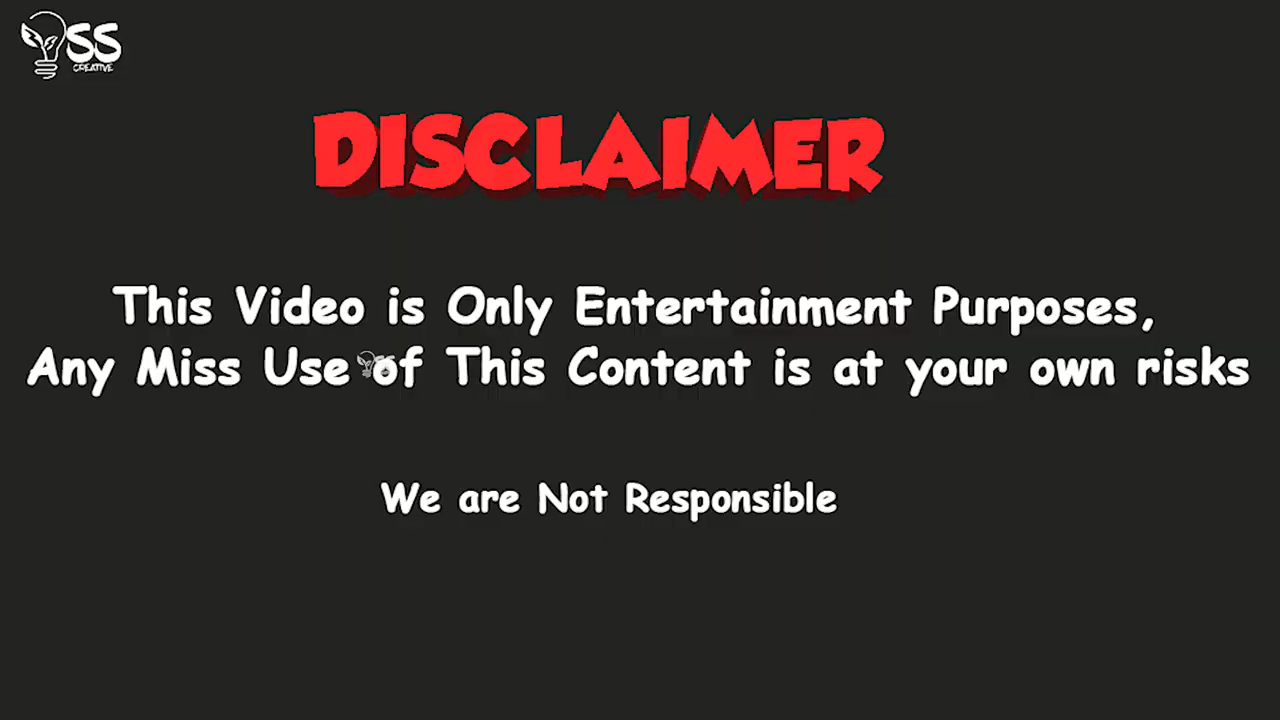 SS
CREATIVE
DISCLAIMER
This Video is Only Entertainment Purposes,
Any Miss Use of This Content is at your own risks
We are Not Responsible